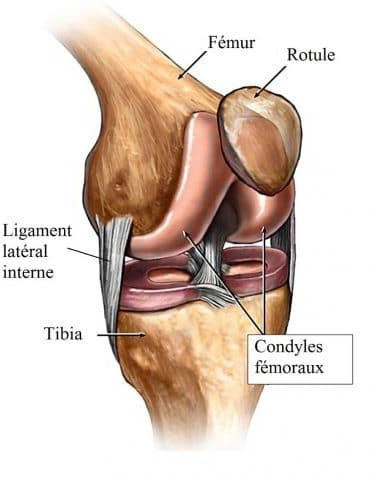 Fémur
Rotule
Ligament
latéral
interne
Tibia
Condyles
fémoraux